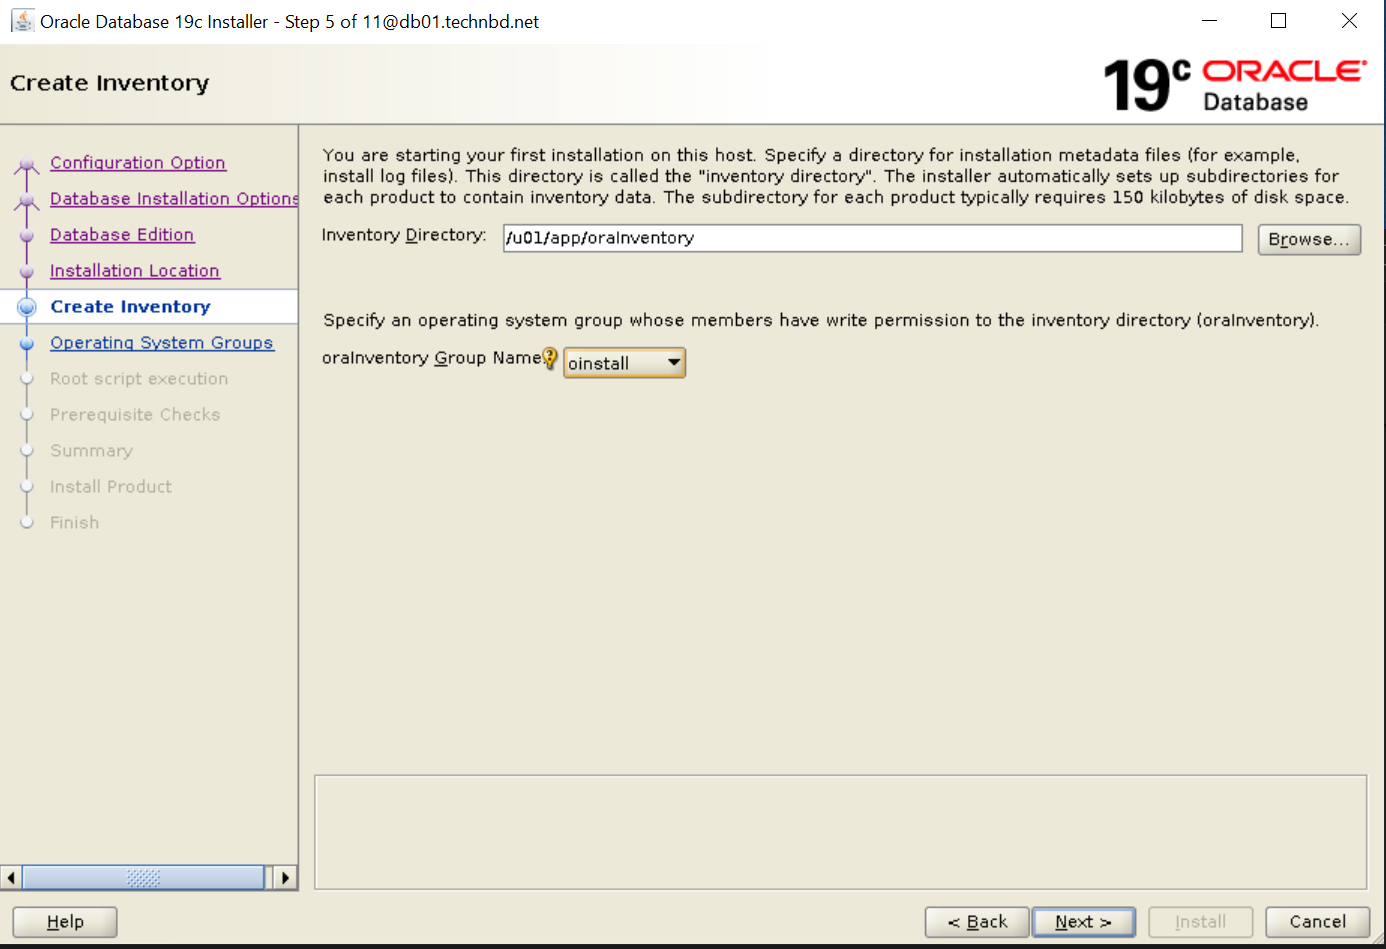 Oracle Database 19c Installer - Step 5 of 11@db01.technbd.net
Create Inventory
19c ORACLE
Database
Configuration Option
Database Installation Options
Database Edition
Installation Location
Create Inventory
Operating System Groups
Root script execution
Prerequisite Checks
Summary
Install Product
Finish
You are starting your first installation on this host. Specify a directory for installation metadata files (for example,
install log files). This directory is called the "inventory directory". The installer automatically sets up subdirectories for
each product to contain inventory data. The subdirectory for each product typically requires 150 kilobytes of disk space.
Inventory Directory: /u01/app/oraInventory Browse...
Specify an operating system group whose members have write permission to the inventory directory (oraInventory).
oraInventory Group Name: oinstall
Help < Back Next > Install Cancel